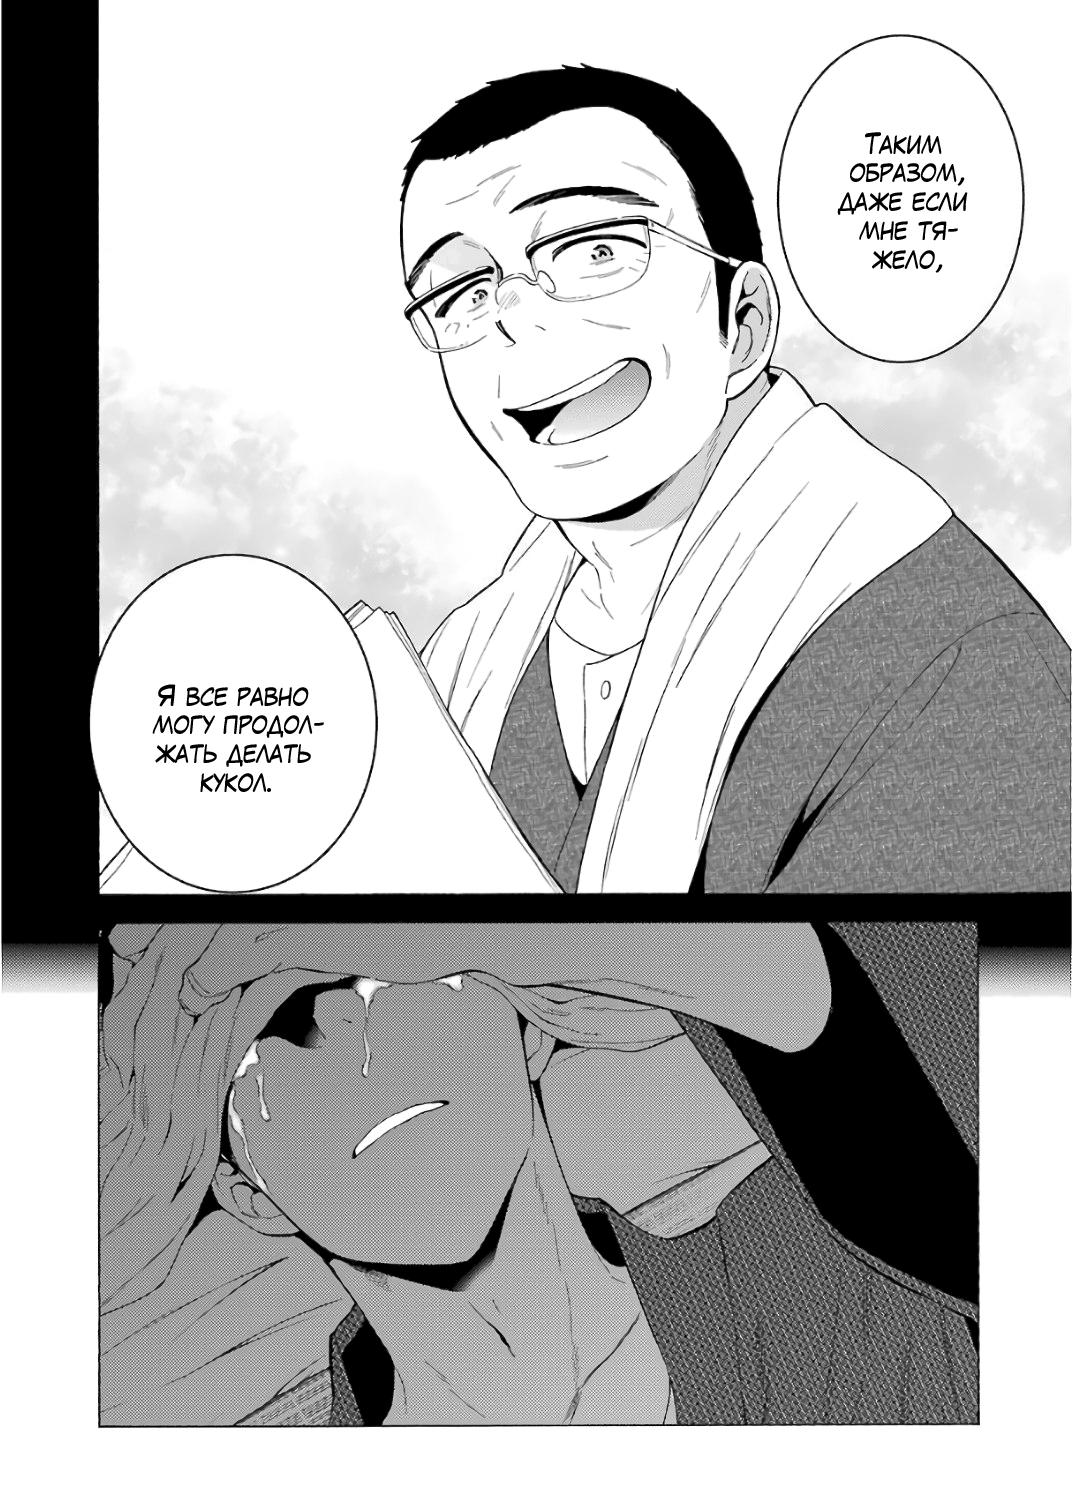 Таким
образом,
даже если
мне тя-
жело,
Я все равно
могу продол-
жать делать
кукол.